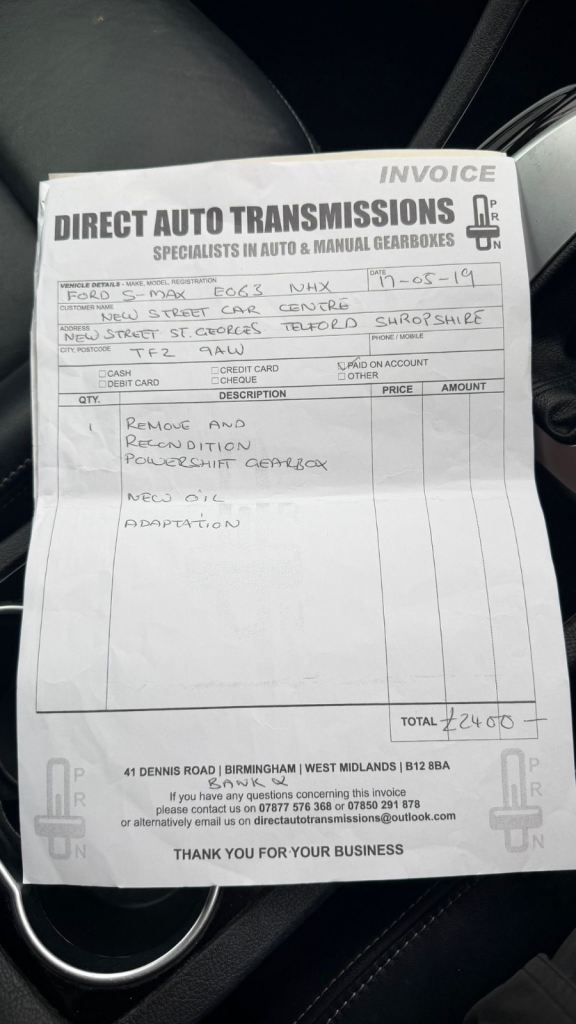 INVOICE
DIRECT AUTO TRANSMISSIONS
SPECIALISTS IN AUTO & MANUAL GEARBOXES
P
R
N
VEHICLE DETAILS - MAKE, MODEL, REGISTRATION
DATE
FORD S-MAX EO63 NHX
17-05-19
CUSTOMER NAME
NEW STREET CAR CENTRE
ADDRESS
NEW STREET ST. GEORGES TELFORD SHROPSHIRE
CITY, POSTCODE
TF2 9AW
PHONE / MOBILE
CASH
CREDIT CARD
PAID ON ACCOUNT
DEBIT CARD
CHEQUE
OTHER
QTY.
DESCRIPTION
PRICE
AMOUNT
1
REMOVE AND
RECONDITION
POWERSHIFT GEARBOX
NEW OIL
ADAPTATION
TOTAL £2400 —
41 DENNIS ROAD | BIRMINGHAM | WEST MIDLANDS | B12 8BA
BANK
If you have any questions concerning this invoice
please contact us on 07877 576 368 or 07850 291 878
or alternatively email us on directautotransmissions@outlook.com
THANK YOU FOR YOUR BUSINESS
P
R
N
P
R
N